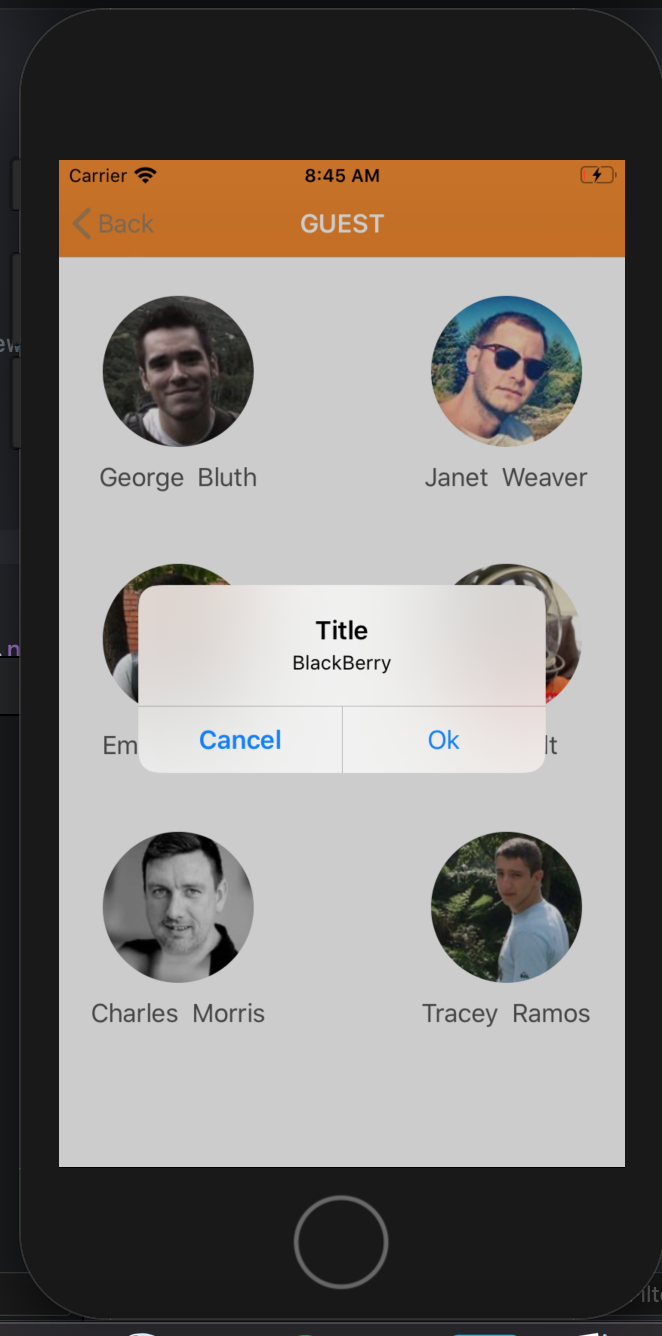 Carrier 8:45 AM
Back GUEST
George Bluth
Janet Weaver
Title
BlackBerry
Em
Cancel Ok
lt
Charles Morris
Tracey Ramos